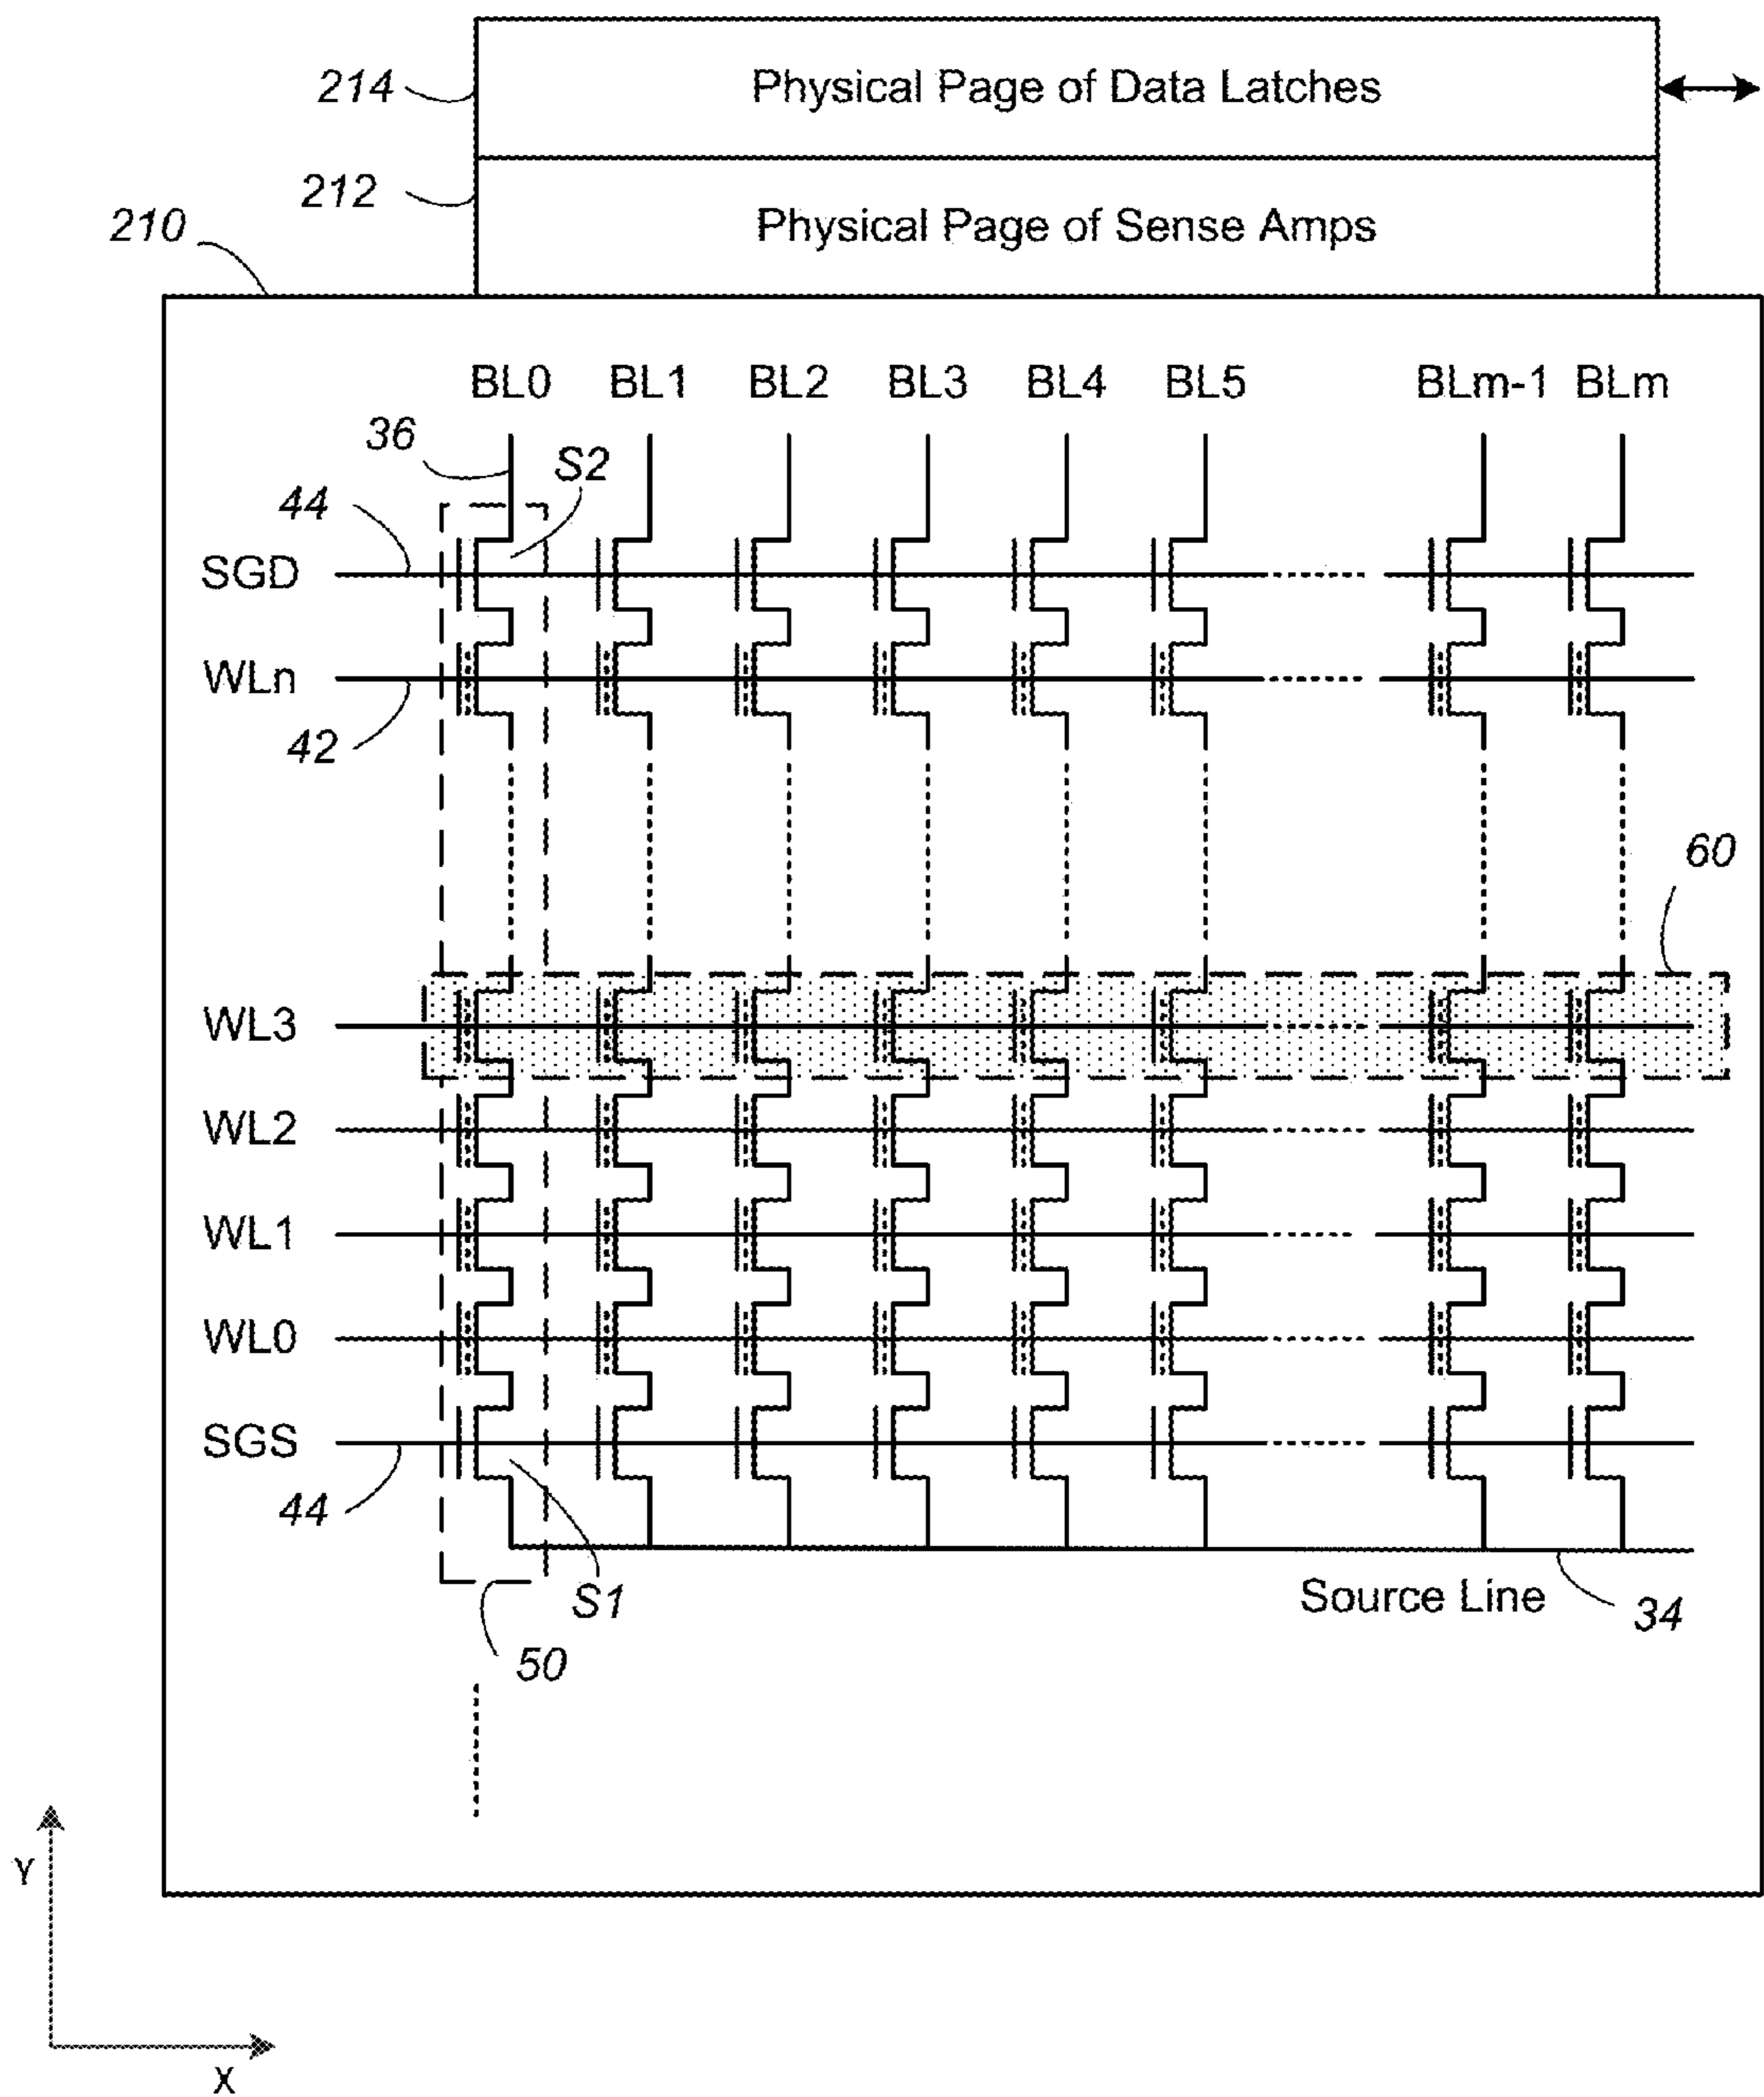 214
Physical Page of Data Latches
212
Physical Page of Sense Amps
210
BL0 BL1 BL2 BL3 BL4 BL5 BLm-1 BLm
36
S2
44
SGD
WLn
42
60
WL3
WL2
WL1
WL0
SGS
44
S1
Source Line
34
50
Y
X